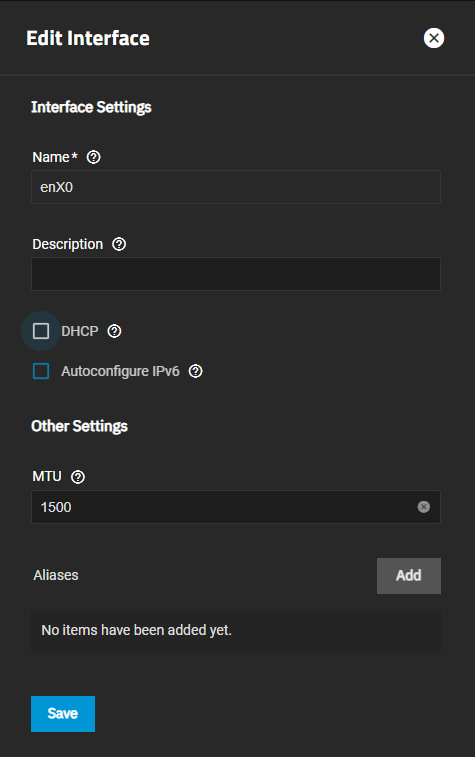 Edit Interface
Interface Settings
Name*
enX0
Description
DHCP
Autoconfigure IPv6
Other Settings
MTU
1500
Aliases
Add
No items have been added yet.
Save